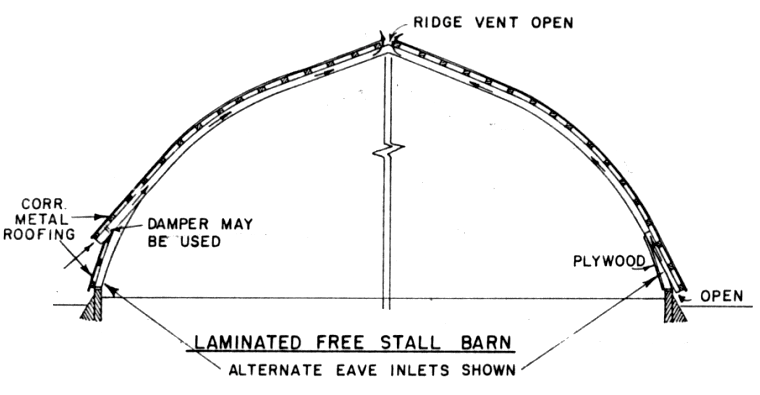 RIDGE VENT OPEN
CORR.
METAL
ROOFING
DAMPER MAY
BE USED
PLYWOOD
OPEN
LAMINATED FREE STALL BARN
ALTERNATE EAVE INLETS SHOWN